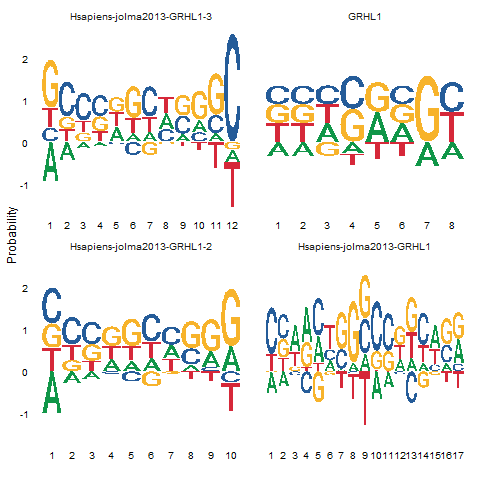 Hsapiens-jolma2013-GRHL1-3
GRHL1
2
1
0
-1
1 2 3 4 5 6 7 8 9 10 11 12
1 2 3 4 5 6 7 8
Probability
Hsapiens-jolma2013-GRHL1-2
Hsapiens-jolma2013-GRHL1
2
1
0
-1
1 2 3 4 5 6 7 8 9 10
1 2 3 4 5 6 7 8 9 10 11 12 13 14 15 16 17